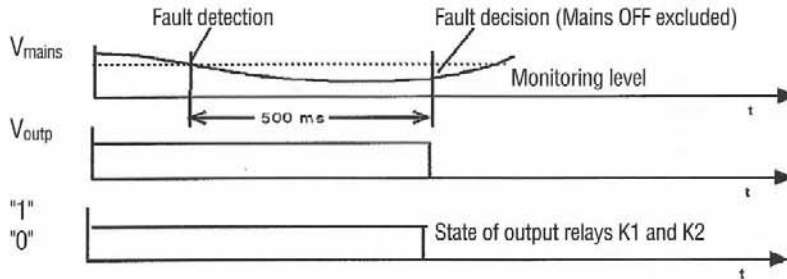 Fault detection
Fault decision (Mains OFF excluded)
Vmains
Monitoring level
t
500 ms
Voutp
t
"1"
"0"
State of output relays K1 and K2
t